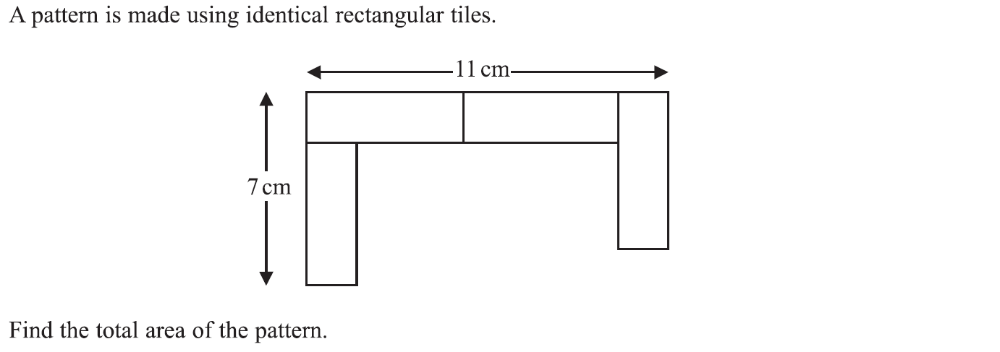 A pattern is made using identical rectangular tiles.
11 cm
7 cm
Find the total area of the pattern.